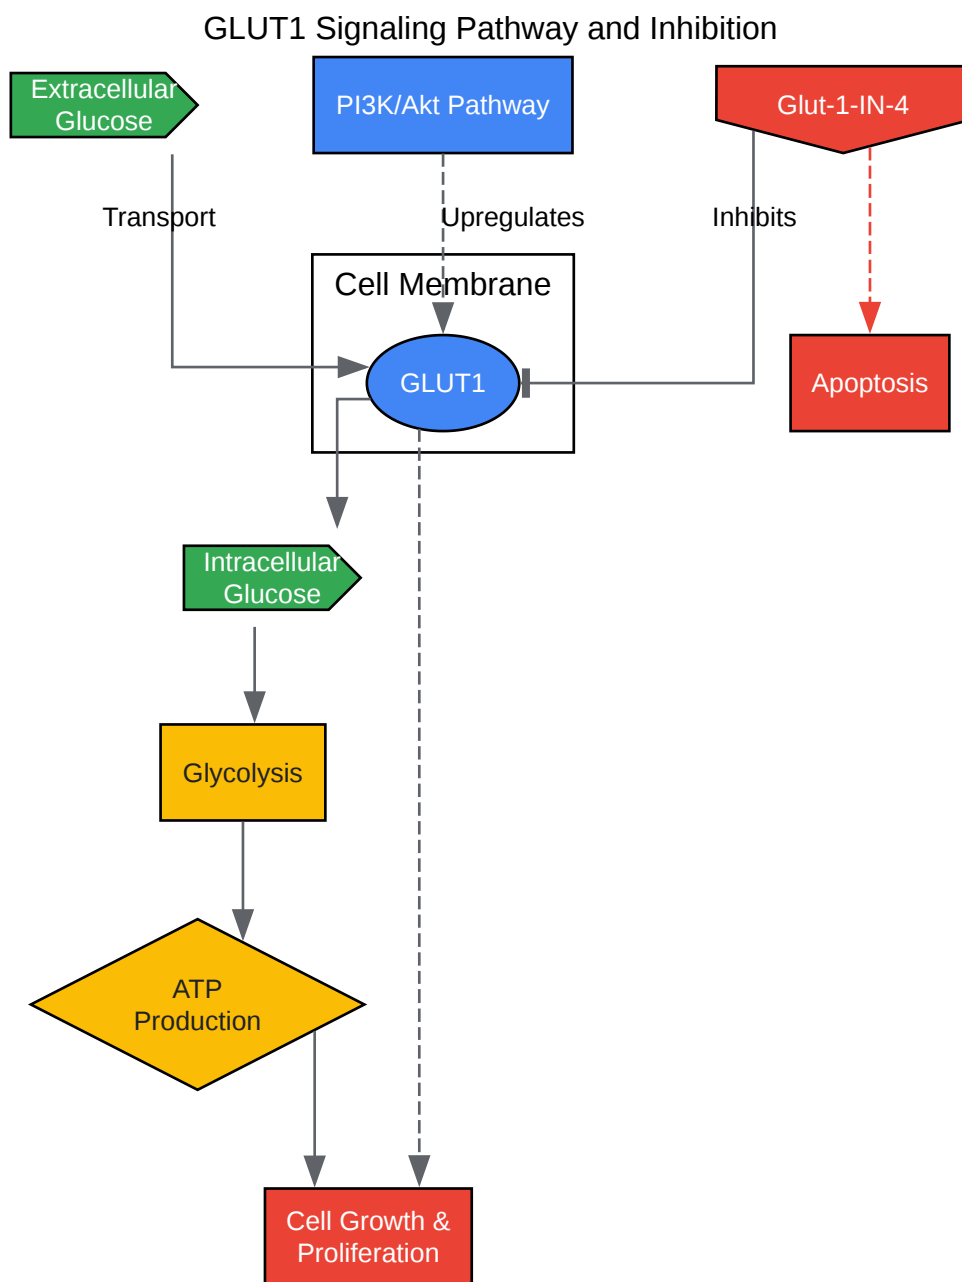 GLUT1 Signaling Pathway and Inhibition
Extracellular
Glucose
PI3K/Akt Pathway
Glut-1-IN-4
Transport
Upregulates
Inhibits
Cell Membrane
GLUT1
Apoptosis
Intracellular
Glucose
Glycolysis
ATP
Production
Cell Growth &
Proliferation